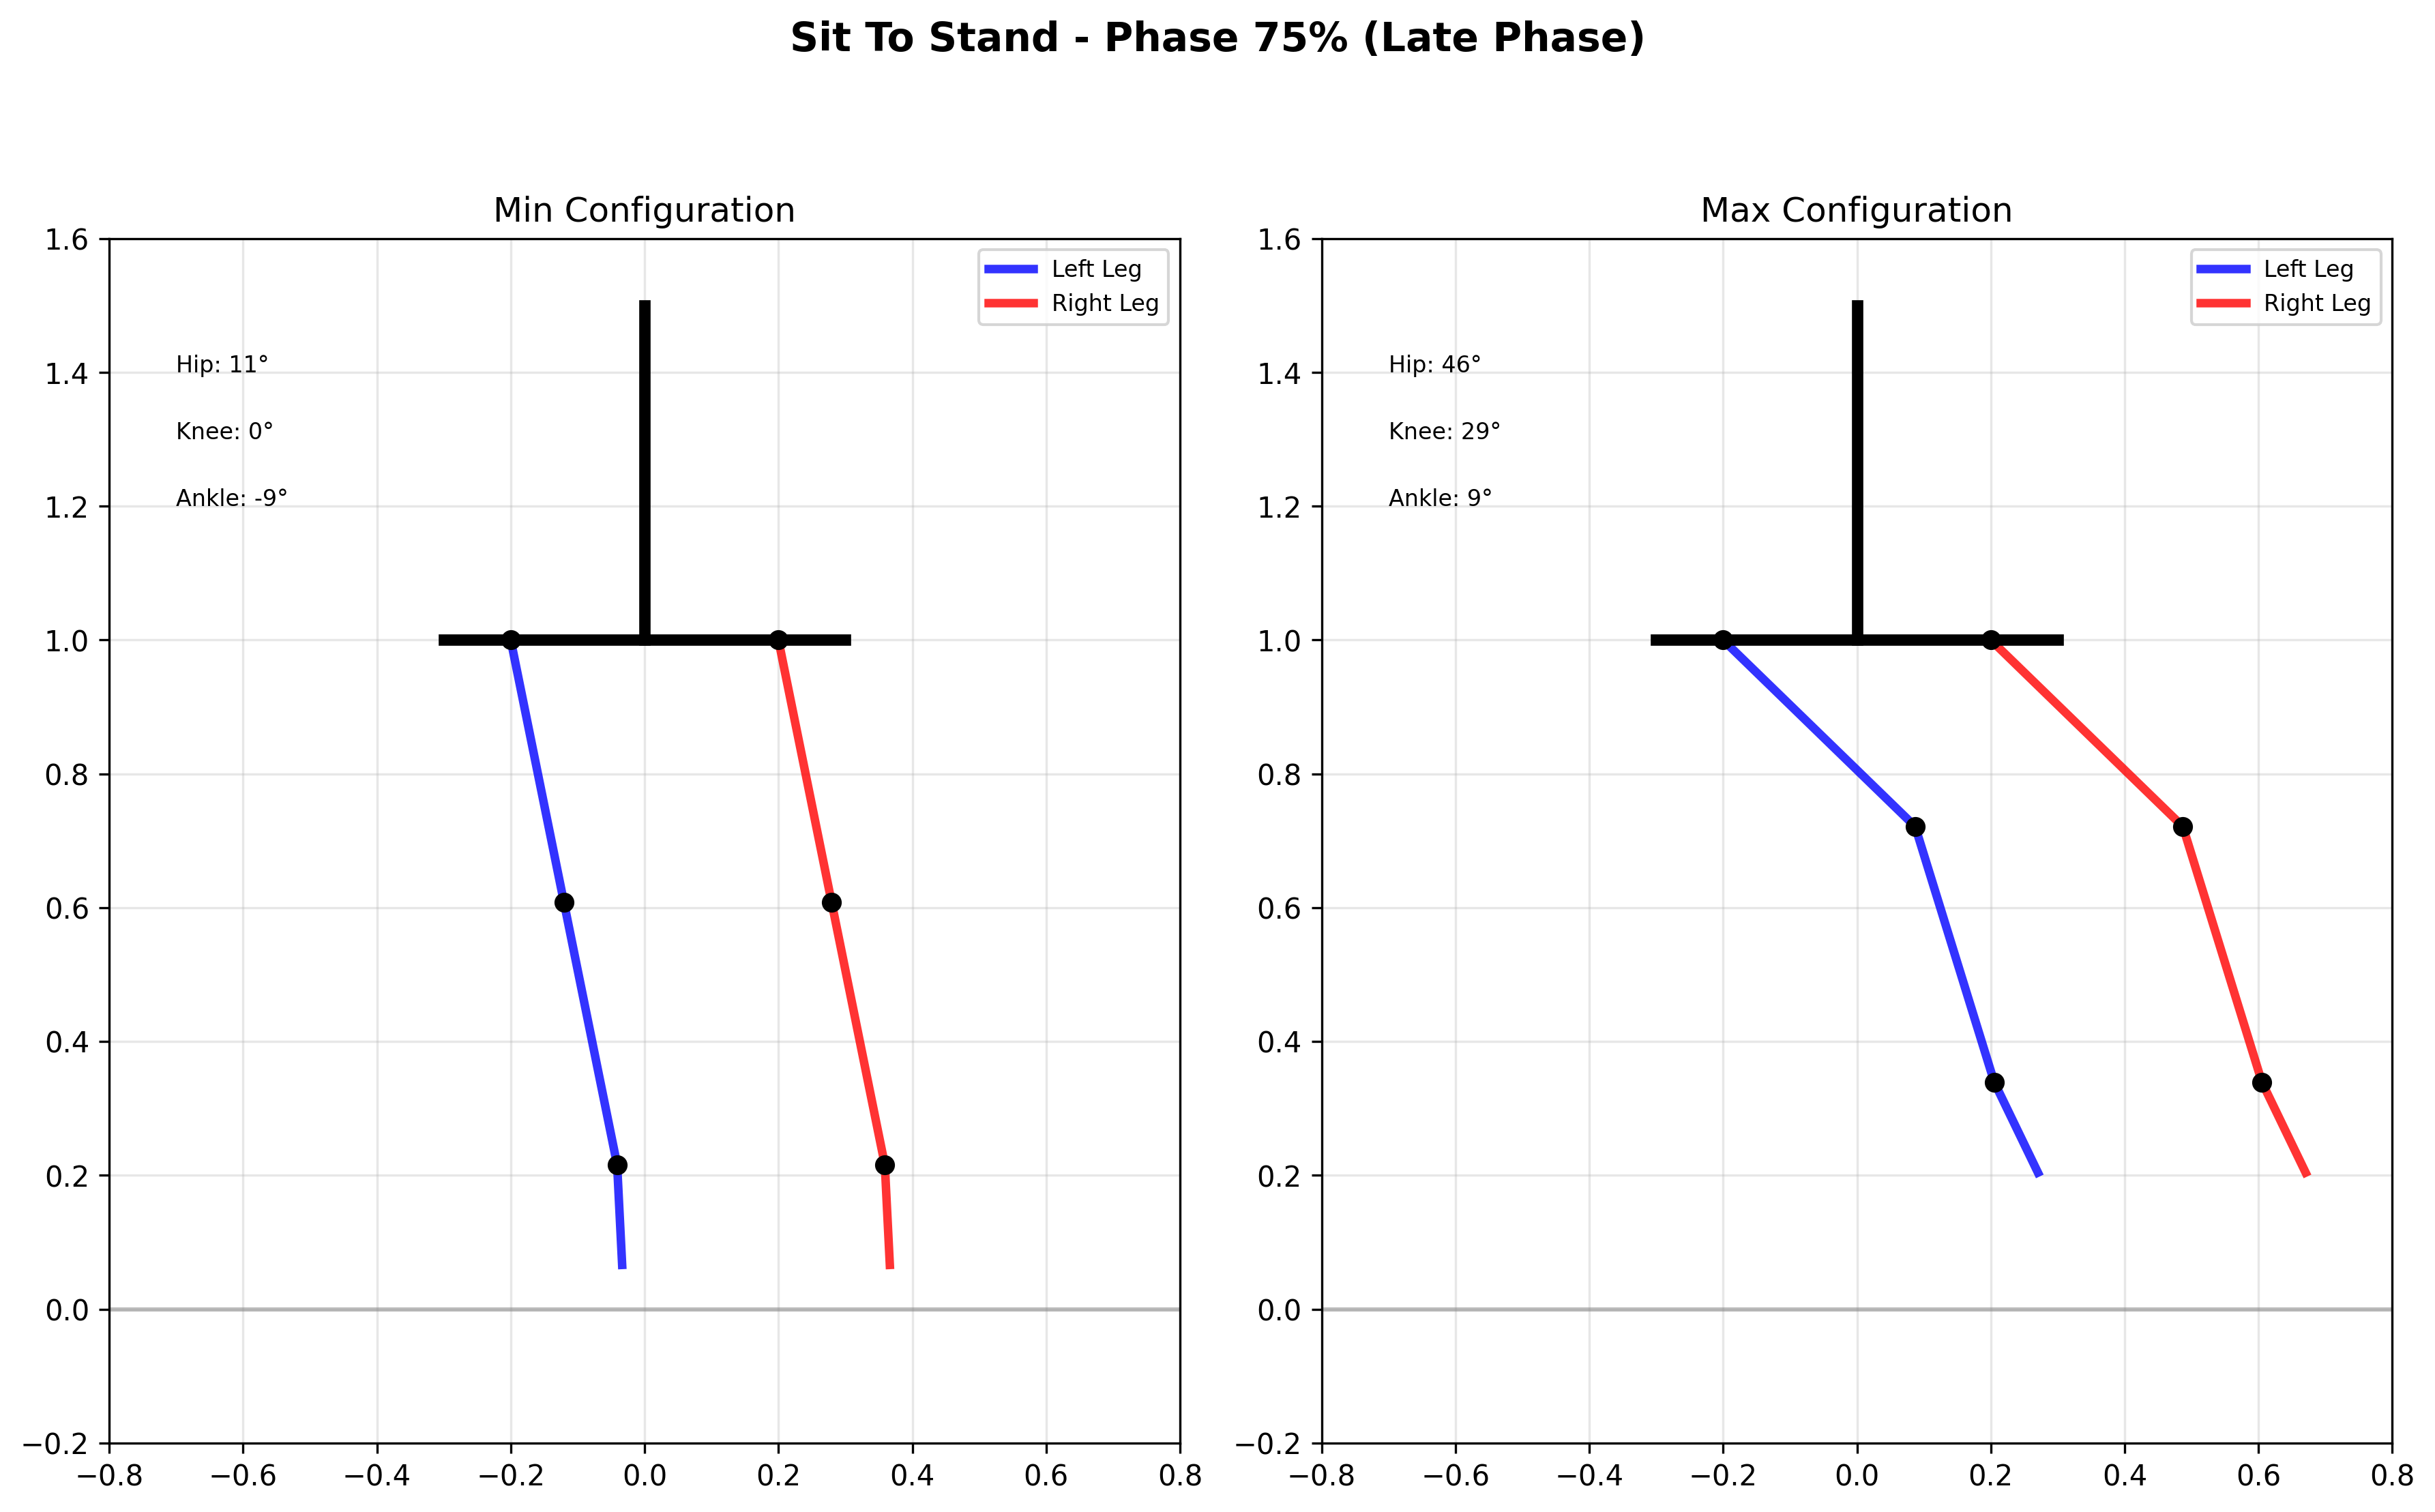 Sit To Stand - Phase 75% (Late Phase)
Min Configuration
1.6
1.4
1.2
1.0
0.8
0.6
0.4
0.2
0.0
−0.2
−0.8
−0.6
−0.4
−0.2
0.0
0.2
0.4
0.6
0.8
Left Leg
Right Leg
Hip: 11°
Knee: 0°
Ankle: -9°
Max Configuration
1.6
1.4
1.2
1.0
0.8
0.6
0.4
0.2
0.0
−0.2
−0.8
−0.6
−0.4
−0.2
0.0
0.2
0.4
0.6
0.8
Left Leg
Right Leg
Hip: 46°
Knee: 29°
Ankle: 9°